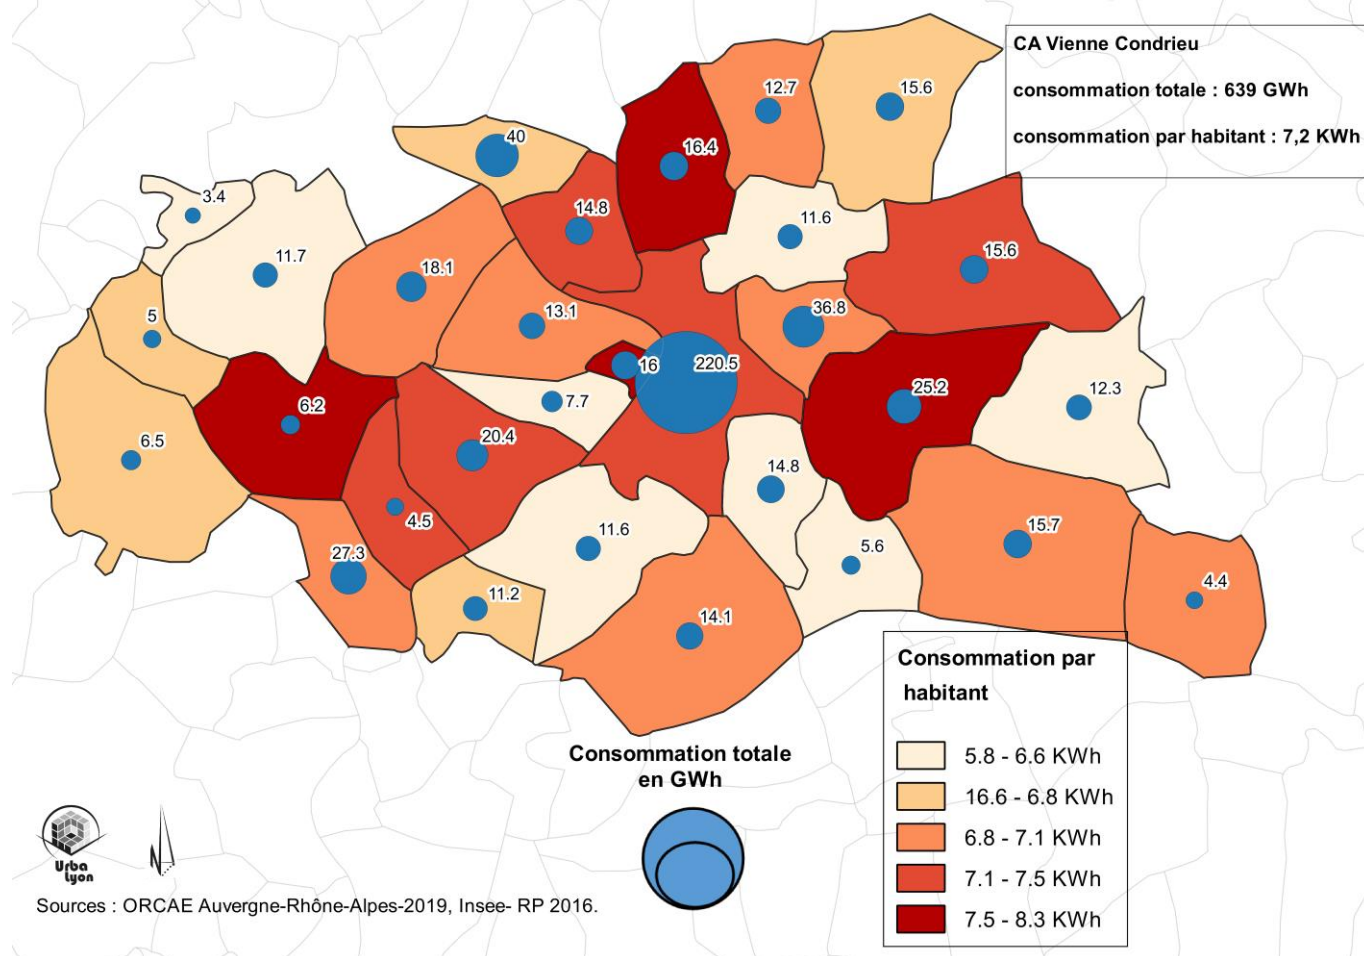 CA Vienne Condrieu
consommation totale : 639 GWh
consommation par habitant : 7,2 KWh
12.7
15.6
40
16.4
3.4
14.8
11.6
11.7
18.1
15.6
5
13.1
36.8
16
220.5
6.2
7.7
25.2
12.3
6.5
20.4
14.8
4.5
11.6
5.6
15.7
27.3
11.2
14.1
4.4
Consommation par
habitant
5.8 - 6.6 KWh
16.6 - 6.8 KWh
6.8 - 7.1 KWh
7.1 - 7.5 KWh
7.5 - 8.3 KWh
Consommation totale
en GWh
Urba
Lyon
N
Sources : ORCAE Auvergne-Rhône-Alpes-2019, Insee- RP 2016.